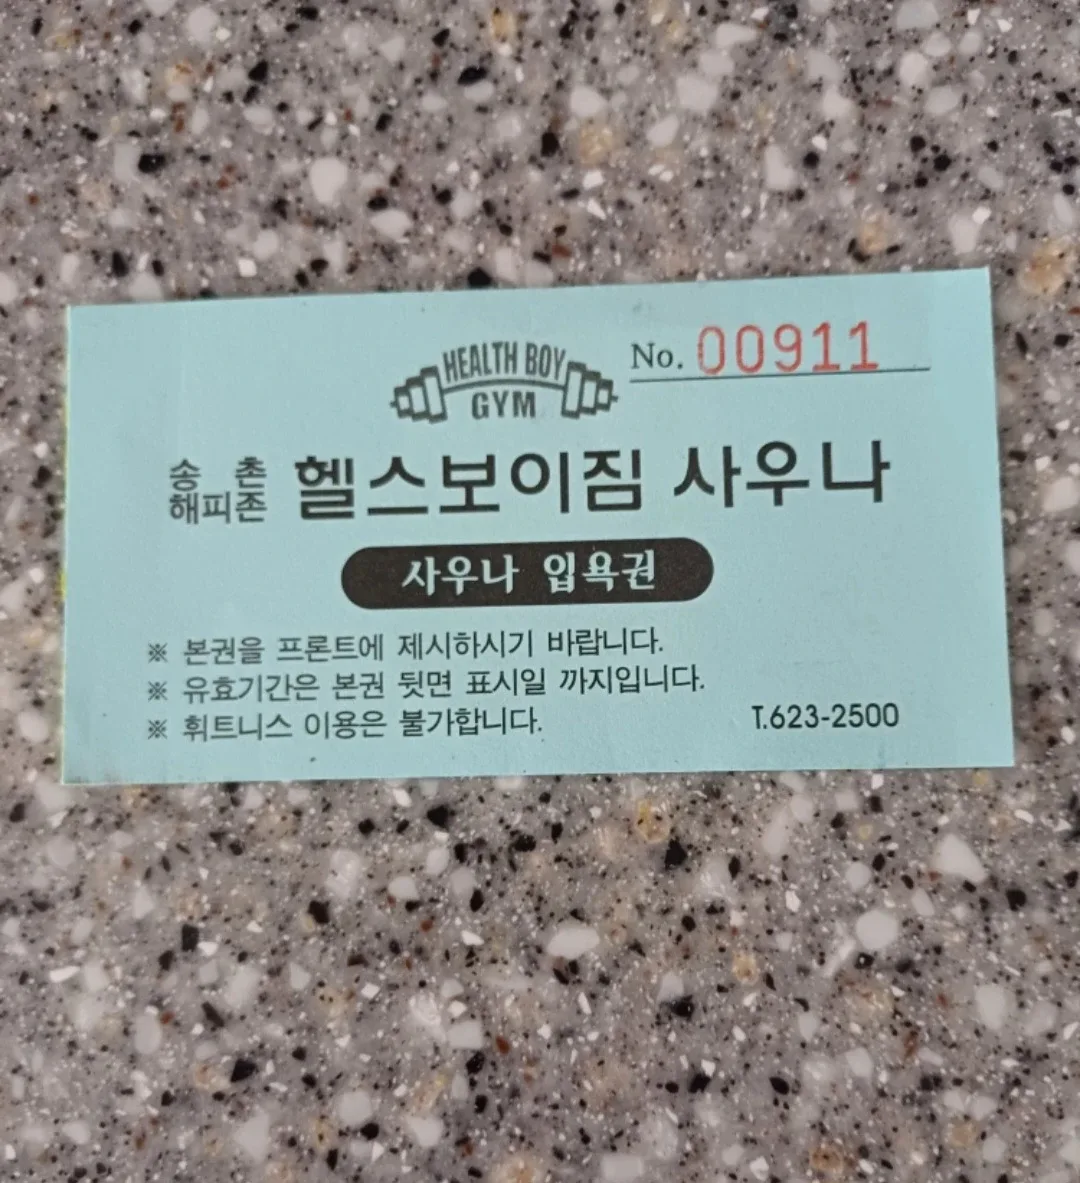 HEALTH BOY
GYM
No. 00911
송촌
해피존
헬스보이짐 사우나
사우나 입욕권
※ 본권을 프론트에 제시하시기 바랍니다.
※ 유효기간은 본권 뒷면 표시일 까지입니다.
※ 휘트니스 이용은 불가합니다.
T.623-2500